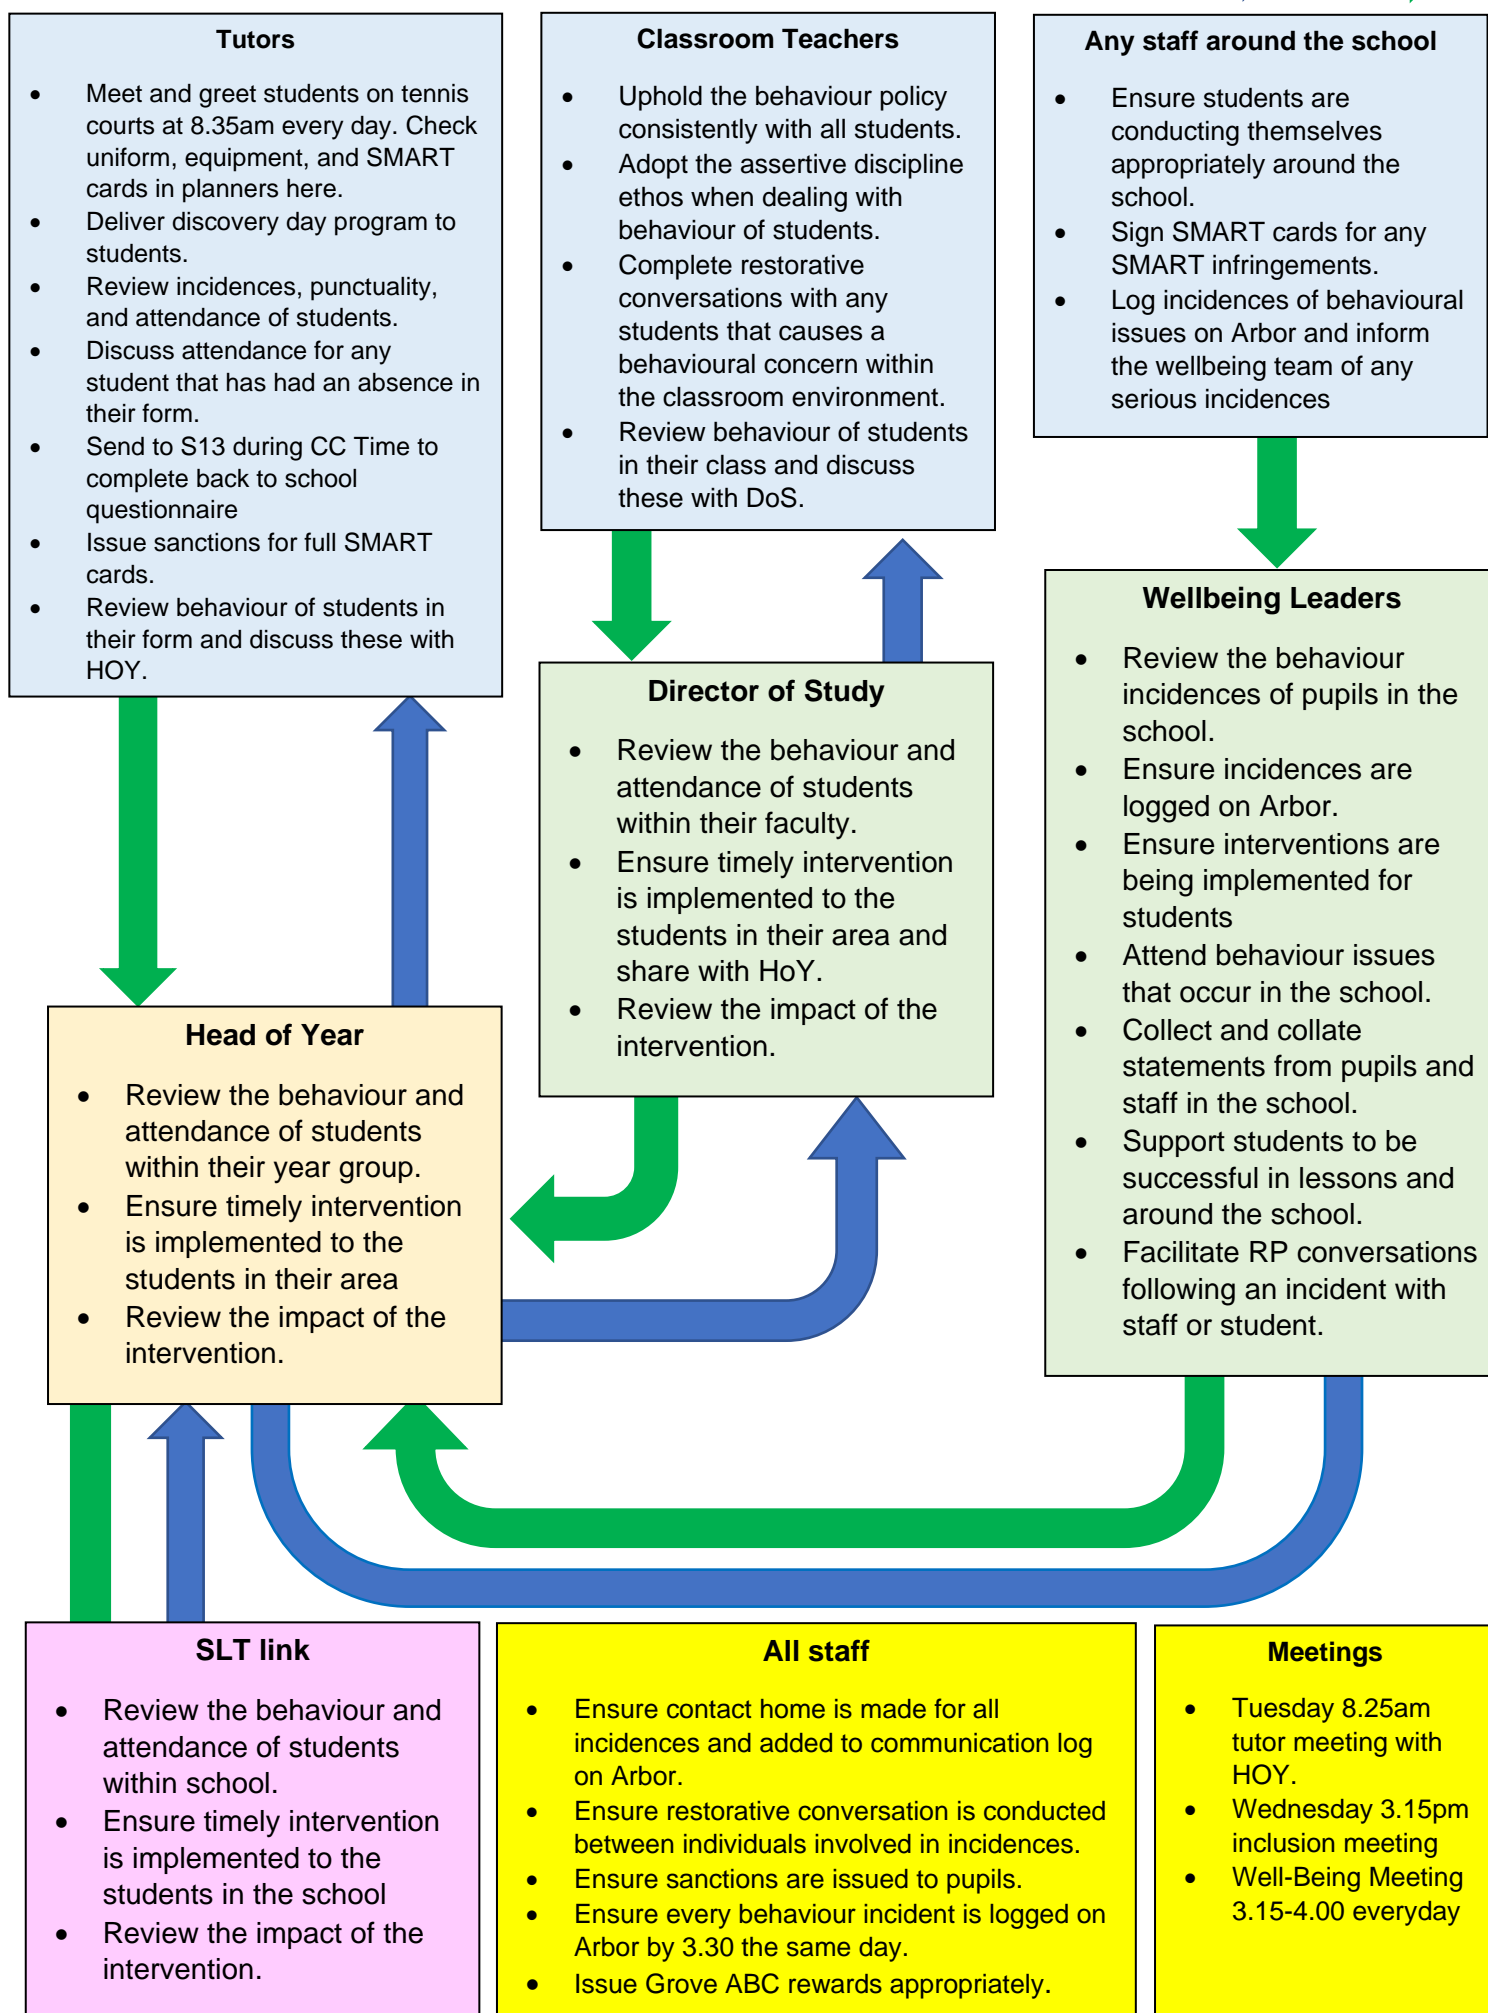 Tutors
• Meet and greet students on tennis
courts at 8.35am every day. Check
uniform, equipment, and SMART
cards in planners here.
• Deliver discovery day program to
students.
• Review incidences, punctuality,
and attendance of students.
• Discuss attendance for any
student that has had an absence in
their form.
• Send to S13 during CC Time to
complete back to school
questionnaire
• Issue sanctions for full SMART
cards.
• Review behaviour of students in
their form and discuss these with
HOY.
Classroom Teachers
• Uphold the behaviour policy
consistently with all students.
• Adopt the assertive discipline
ethos when dealing with
behaviour of students.
• Complete restorative
conversations with any
students that causes a
behavioural concern within
the classroom environment.
• Review behaviour of students
in their class and discuss
these with DoS.
Any staff around the school
• Ensure students are
conducting themselves
appropriately around the
school.
• Sign SMART cards for any
SMART infringements.
• Log incidences of behavioural
issues on Arbor and inform
the wellbeing team of any
serious incidences
Director of Study
• Review the behaviour and
attendance of students
within their faculty.
• Ensure timely intervention
is implemented to the
students in their area and
share with HoY.
• Review the impact of the
intervention.
Wellbeing Leaders
• Review the behaviour
incidences of pupils in the
school.
• Ensure incidences are
logged on Arbor.
• Ensure interventions are
being implemented for
students
• Attend behaviour issues
that occur in the school.
• Collect and collate
statements from pupils and
staff in the school.
• Support students to be
successful in lessons and
around the school.
• Facilitate RP conversations
following an incident with
staff or student.
Head of Year
• Review the behaviour and
attendance of students
within their year group.
• Ensure timely intervention
is implemented to the
students in their area
• Review the impact of the
intervention.
SLT link
• Review the behaviour and
attendance of students
within school.
• Ensure timely intervention
is implemented to the
students in the school
• Review the impact of the
intervention.
All staff
• Ensure contact home is made for all
incidences and added to communication log
on Arbor.
• Ensure restorative conversation is conducted
between individuals involved in incidences.
• Ensure sanctions are issued to pupils.
• Ensure every behaviour incident is logged on
Arbor by 3.30 the same day.
• Issue Grove ABC rewards appropriately.
Meetings
• Tuesday 8.25am
tutor meeting with
HOY.
• Wednesday 3.15pm
inclusion meeting
• Well-Being Meeting
3.15-4.00 everyday